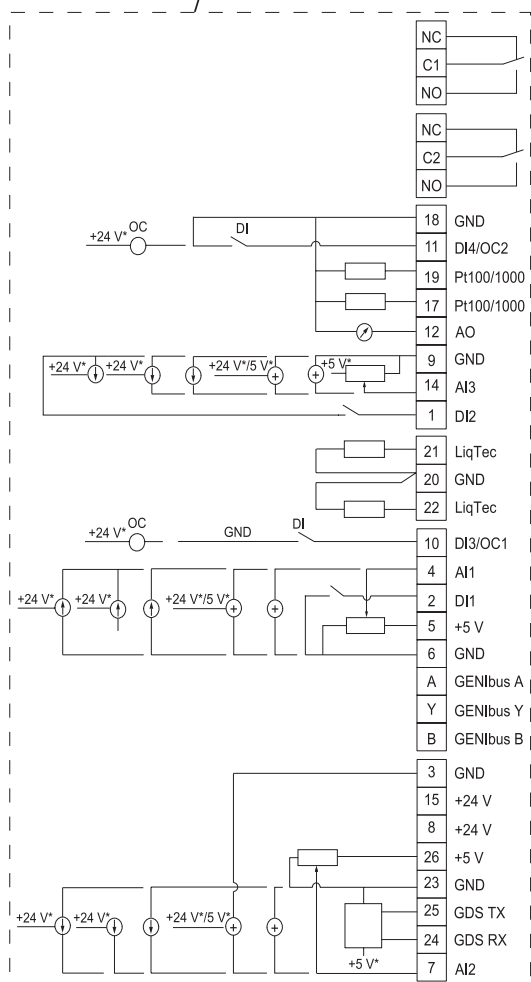 NC
C1
NO
NC
C2
NO
18 GND
+24 V* OC DI 11 DI4/OC2
19 Pt100/1000
17 Pt100/1000
12 AO
9 GND
+24 V* +24 V* +24 V*/5 V* +5 V*
14 AI3
1 DI2
21 LiqTec
20 GND
22 LiqTec
+24 V* OC GND DI 10 DI3/OC1
4 AI1
+24 V* +24 V* +24 V*/5 V* 2 DI1
5 +5 V
6 GND
A GENIbus A
Y GENIbus Y
B GENIbus B
3 GND
15 +24 V
8 +24 V
26 +5 V
23 GND
25 GDS TX
+24 V* +24 V* +24 V*/5 V*
24 GDS RX
+5 V* 7 AI2